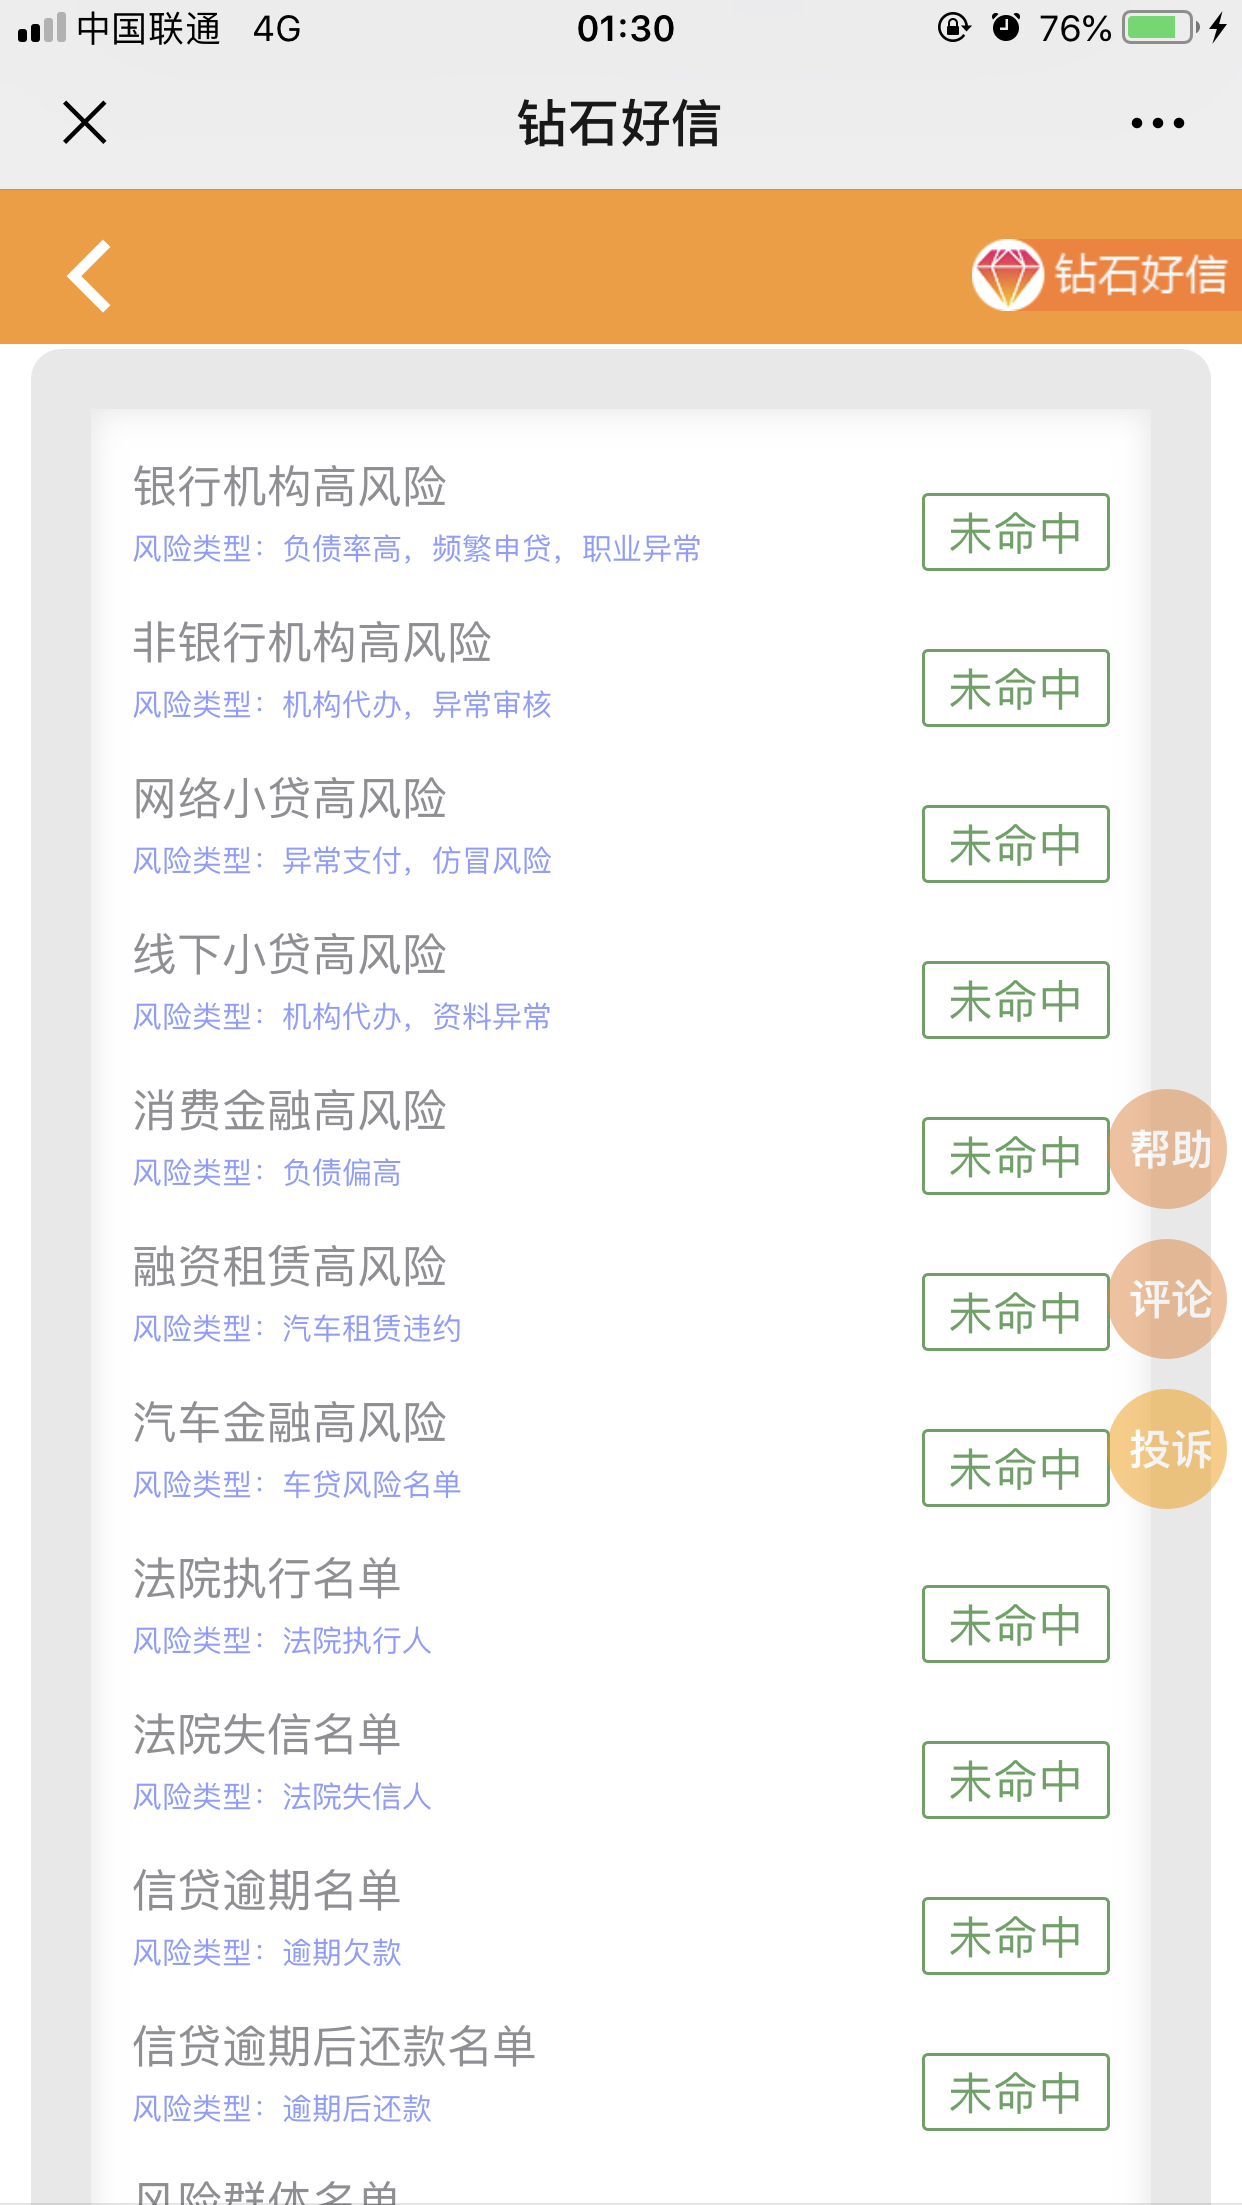 中国联通 4G 01:30 76%
钻石好信
钻石好信
银行机构高风险
风险类型：负债率高，频繁申贷，职业异常
未命中
非银行机构高风险
风险类型：机构代办，异常审核
未命中
网络小贷高风险
风险类型：异常支付，仿冒风险
未命中
线下小贷高风险
风险类型：机构代办，资料异常
未命中
消费金融高风险
风险类型：负债偏高
未命中
帮助
融资租赁高风险
风险类型：汽车租赁违约
未命中
评论
汽车金融高风险
风险类型：车贷风险名单
未命中
投诉
法院执行名单
风险类型：法院执行人
未命中
法院失信名单
风险类型：法院失信人
未命中
信贷逾期名单
风险类型：逾期欠款
未命中
信贷逾期后还款名单
风险类型：逾期后还款
未命中
风险群体名单